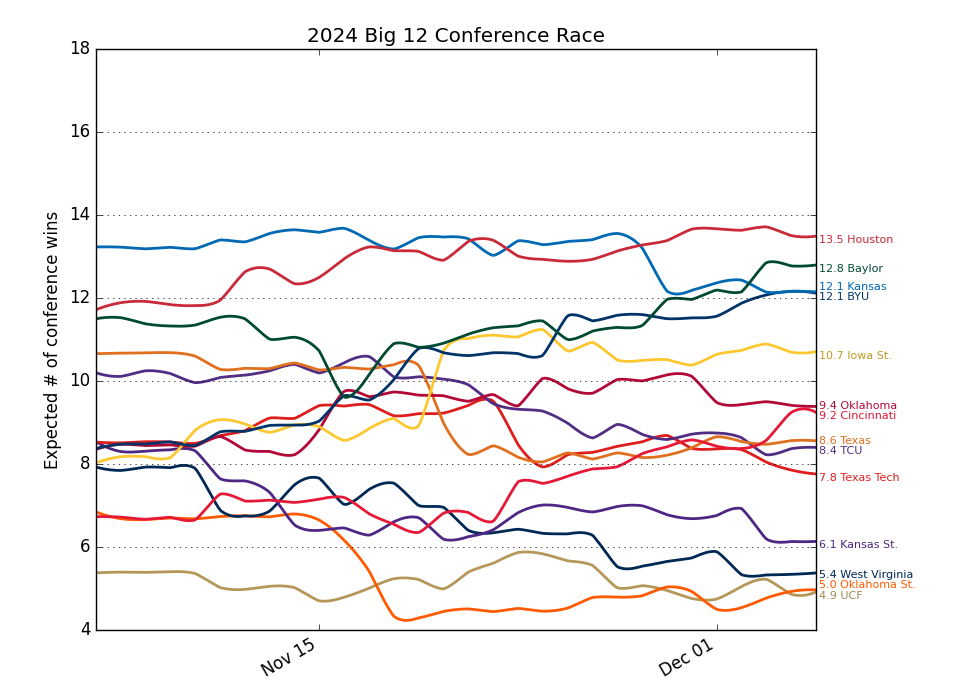 2024 Big 12 Conference Race
Expected # of conference wins
18
16
14
12
10
8
6
4
Nov 15
Dec 01
13.5 Houston
12.8 Baylor
12.1 Kansas
12.1 BYU
10.7 Iowa St.
9.4 Oklahoma
9.2 Cincinnati
8.6 Texas
8.4 TCU
7.8 Texas Tech
6.1 Kansas St.
5.4 West Virginia
5.0 Oklahoma St.
4.9 UCF